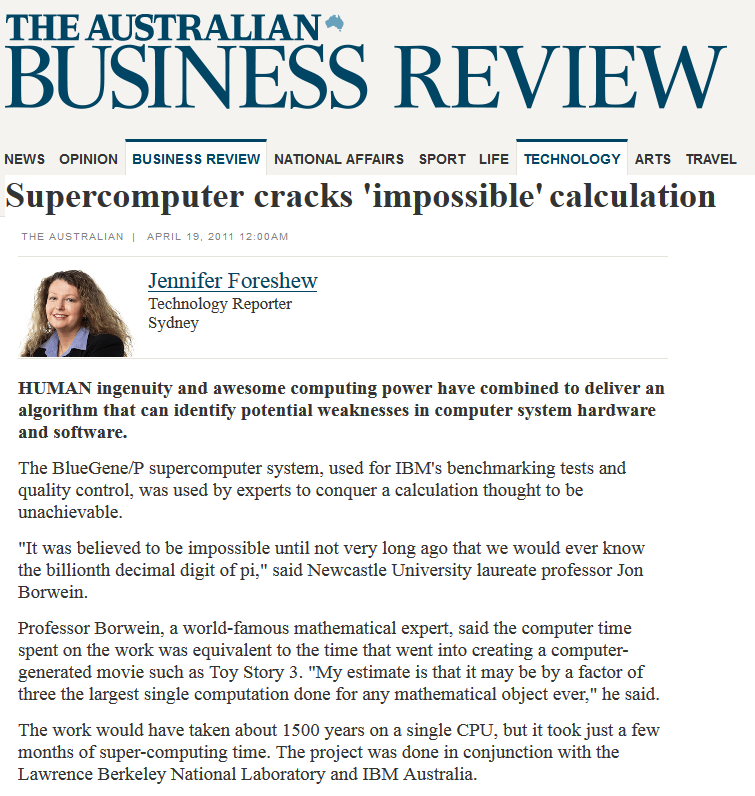 THE AUSTRALIAN
BUSINESS REVIEW
NEWS OPINION BUSINESS REVIEW NATIONAL AFFAIRS SPORT LIFE TECHNOLOGY ARTS TRAVEL
Supercomputer cracks 'impossible' calculation
THE AUSTRALIAN | APRIL 19, 2011 12:00AM
Jennifer Foreshew
Technology Reporter
Sydney
HUMAN ingenuity and awesome computing power have combined to deliver an
algorithm that can identify potential weaknesses in computer system hardware
and software.
The BlueGene/P supercomputer system, used for IBM's benchmarking tests and
quality control, was used by experts to conquer a calculation thought to be
unachievable.
"It was believed to be impossible until not very long ago that we would ever know
the billionth decimal digit of pi," said Newcastle University laureate professor Jon
Borwein.
Professor Borwein, a world-famous mathematical expert, said the computer time
spent on the work was equivalent to the time that went into creating a computer-
generated movie such as Toy Story 3. "My estimate is that it may be by a factor of
three the largest single computation done for any mathematical object ever," he said.
The work would have taken about 1500 years on a single CPU, but it took just a few
months of super-computing time. The project was done in conjunction with the
Lawrence Berkeley National Laboratory and IBM Australia.